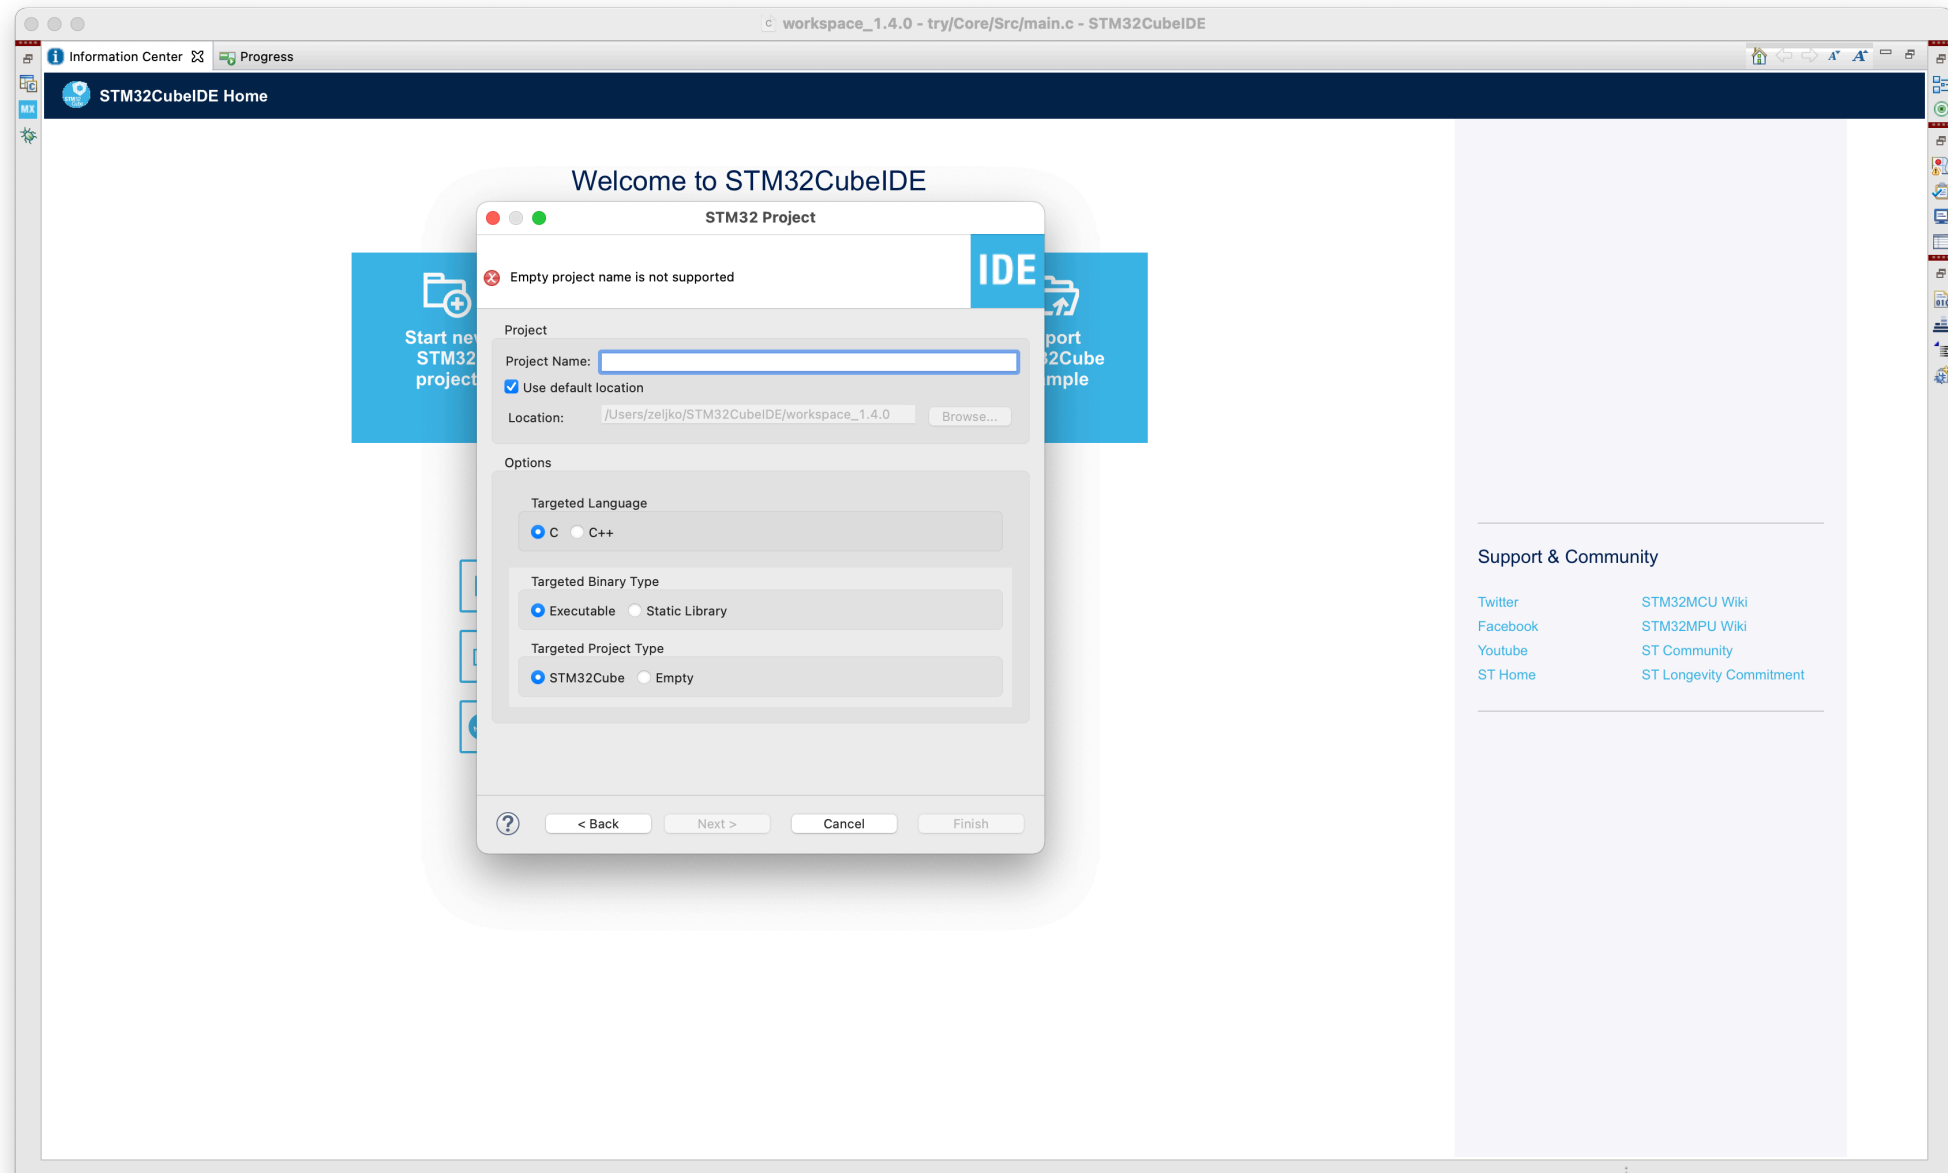 workspace_1.4.0 - try/Core/Src/main.c - STM32CubeIDE
Information Center
Progress
STM32CubeIDE Home
MX
Welcome to STM32CubeIDE
STM32 Project
Empty project name is not supported
IDE
Start ne
STM32
project
port
2Cube
mple
Project
Project Name:
Use default location
Location: /Users/zeljko/STM32CubeIDE/workspace_1.4.0 Browse...
Options
Targeted Language
C C++
Targeted Binary Type
Executable Static Library
Targeted Project Type
STM32Cube Empty
? < Back Next > Cancel Finish
Support & Community
Twitter STM32MCU Wiki
Facebook STM32MPU Wiki
Youtube ST Community
ST Home ST Longevity Commitment